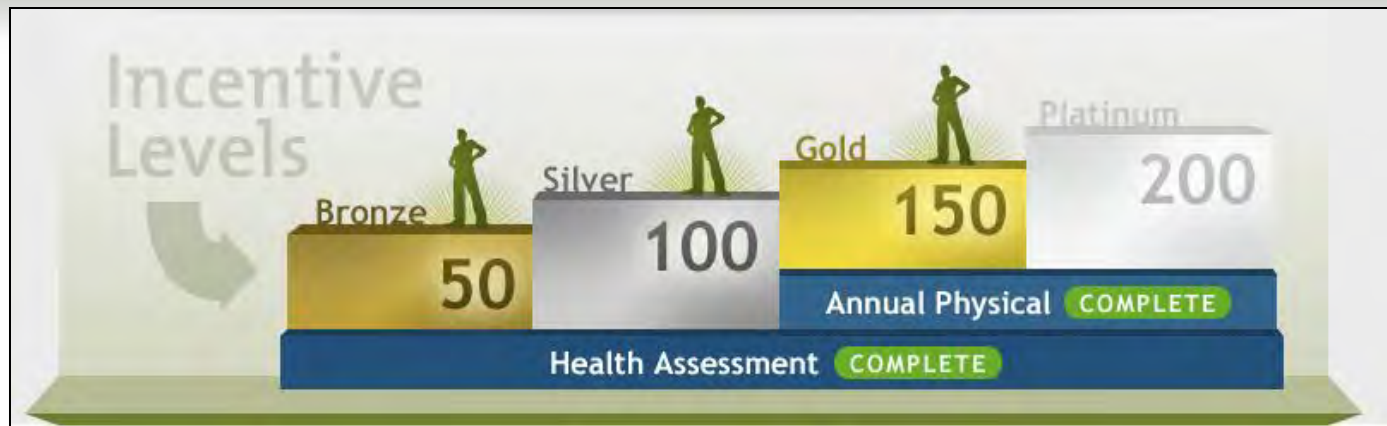 Incentive
Levels
Bronze
50
Silver
100
Gold
150
Platinum
200
Annual Physical COMPLETE
Health Assessment COMPLETE